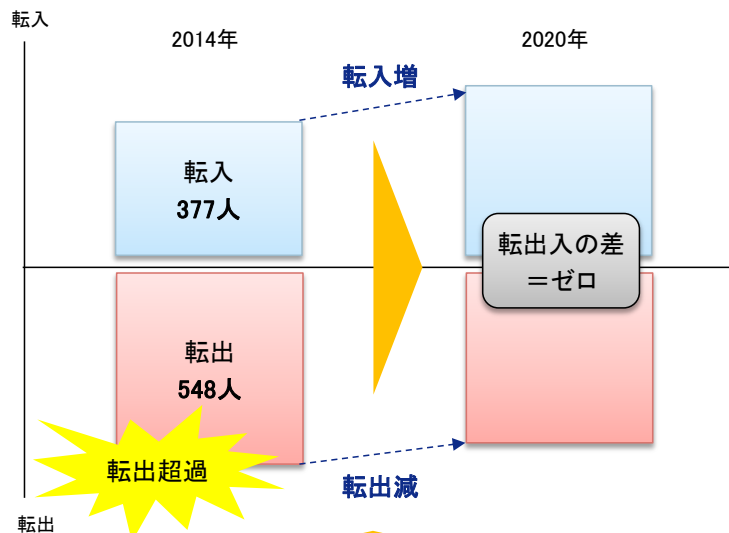 転入
2014年
2020年
転入増
転入
377人
転出入の差
＝ゼロ
転出
548人
転出超過
転出減
転出